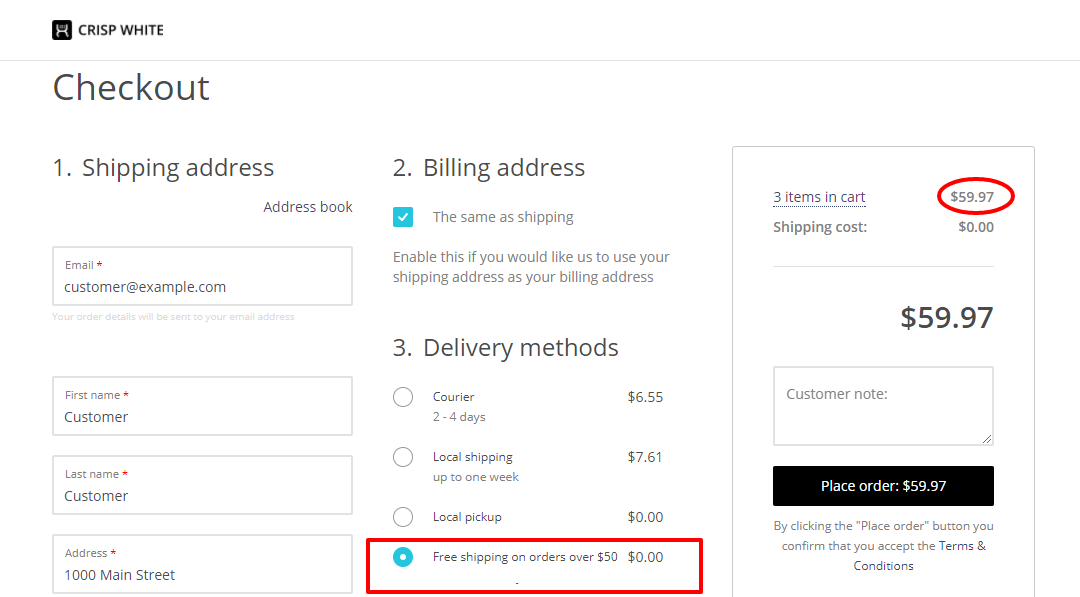 CRISP WHITE
Checkout
1. Shipping address
Address book
Email *
customer@example.com
Your order details will be sent to your email address
First name *
Customer
Last name *
Customer
Address *
1000 Main Street
2. Billing address
The same as shipping
Enable this if you would like us to use your
shipping address as your billing address
3. Delivery methods
Courier $6.55
2 - 4 days
Local shipping $7.61
up to one week
Local pickup $0.00
Free shipping on orders over $50 $0.00
-
3 items in cart $59.97
Shipping cost: $0.00
$59.97
Customer note:
Place order: $59.97
By clicking the "Place order" button you
confirm that you accept the Terms &
Conditions